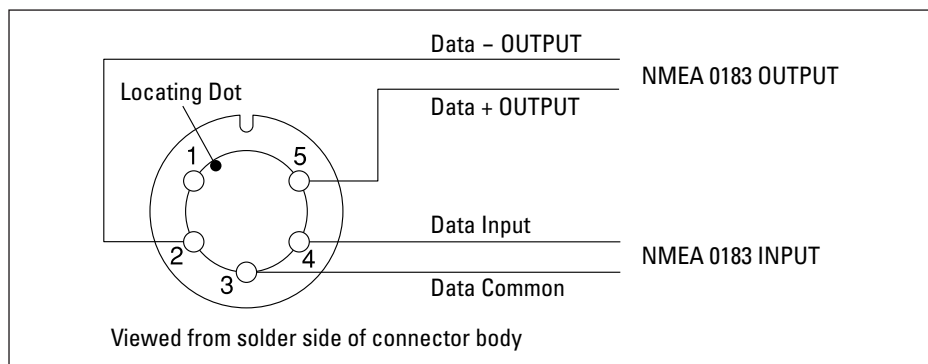 Data – OUTPUT
NMEA 0183 OUTPUT
Locating Dot
Data + OUTPUT
1
5
Data Input
2
4
NMEA 0183 INPUT
3
Data Common
Viewed from solder side of connector body